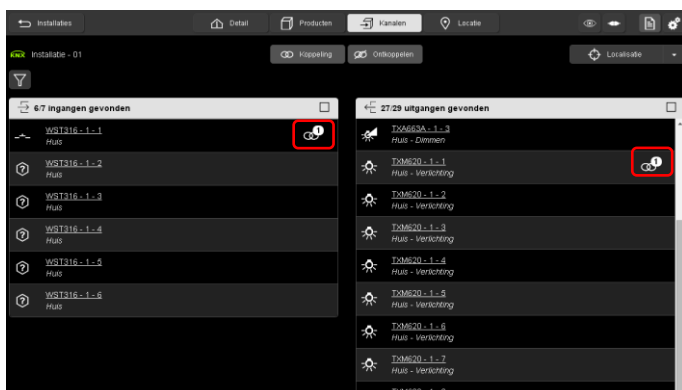 Installaties
Detail
Producten
Kanalen
Locatie
KNX Installatie - 01
Koppeling
Ontkoppelen
Localisatie
6/7 ingangen gevonden
WST316 - 1 - 1
Huis
1
WST316 - 1 - 2
Huis
WST316 - 1 - 3
Huis
WST316 - 1 - 4
Huis
WST316 - 1 - 5
Huis
WST316 - 1 - 6
Huis
27/29 uitgangen gevonden
TXA663A - 1 - 3
Huis - Dimmen
TXM620 - 1 - 1
Huis - Verlichting
1
TXM620 - 1 - 2
Huis - Verlichting
TXM620 - 1 - 3
Huis - Verlichting
TXM620 - 1 - 4
Huis - Verlichting
TXM620 - 1 - 5
Huis - Verlichting
TXM620 - 1 - 6
Huis - Verlichting
TXM620 - 1 - 7
Huis - Verlichting